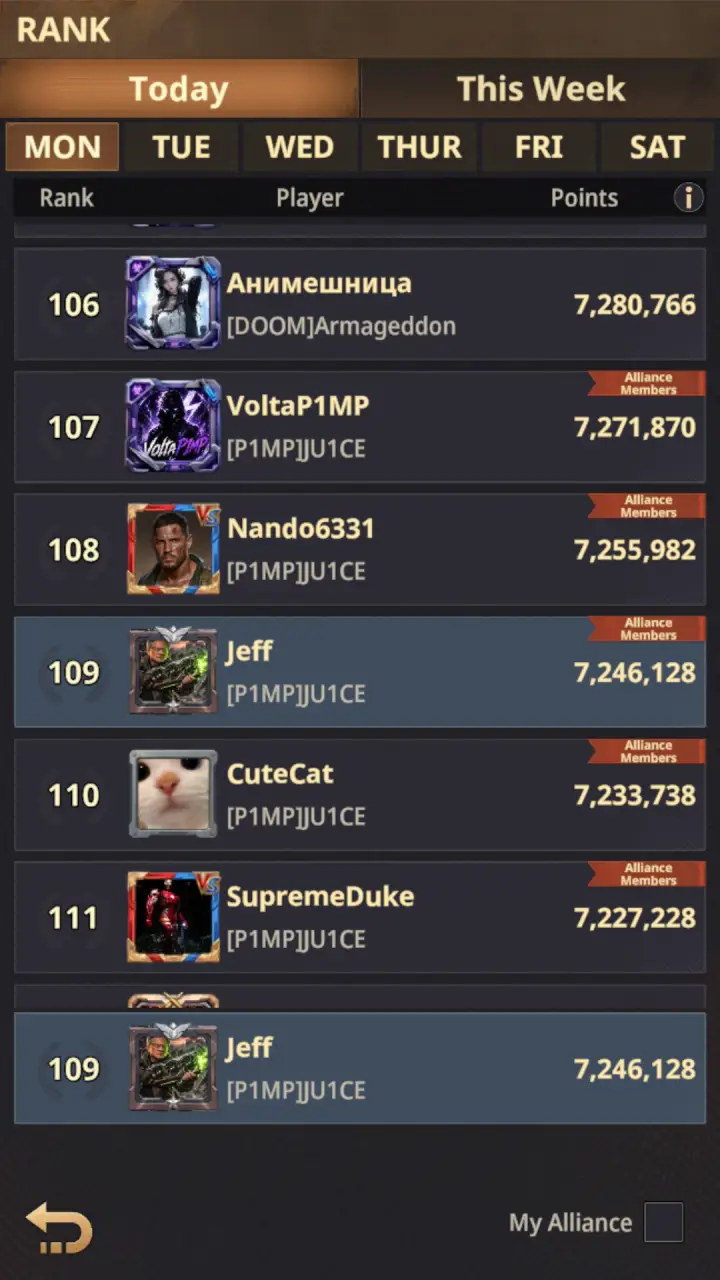 RANK
Today
This Week
MON
TUE
WED
THUR
FRI
SAT
Rank
Player
Points
i
106
Анимешница
[DOOM]Armageddon
7,280,766
Alliance
Members
107
VOLTAP1MP
VoltaP1MP
[P1MP]JU1CE
7,271,870
Alliance
Members
108
VS
Nando6331
[P1MP]JU1CE
7,255,982
Alliance
Members
109
Jeff
[P1MP]JU1CE
7,246,128
Alliance
Members
110
CuteCat
[P1MP]JU1CE
7,233,738
Alliance
Members
111
VS
SupremeDuke
[P1MP]JU1CE
7,227,228
109
Jeff
[P1MP]JU1CE
7,246,128
My Alliance